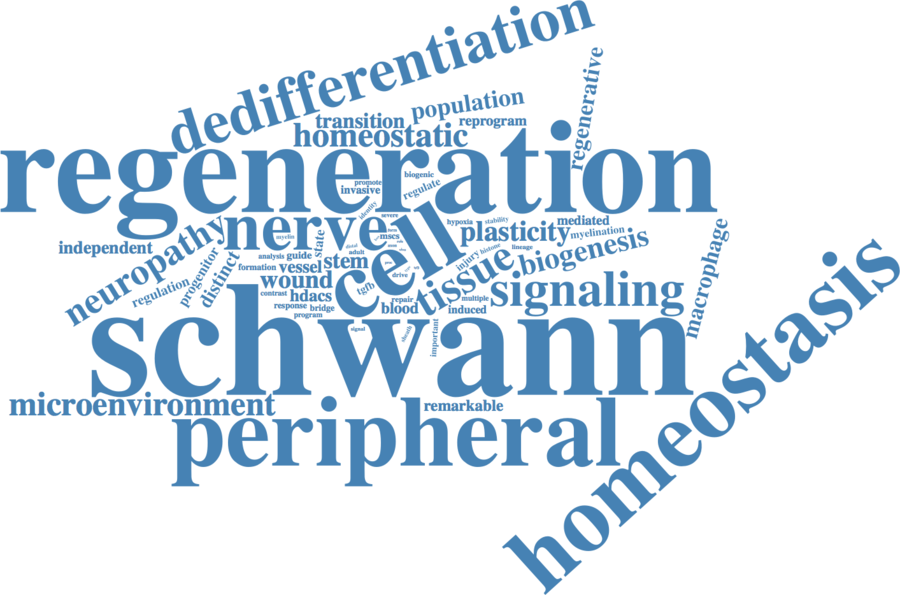 dedifferentiation
population
regenerative
transition
reprogram
homeostatic
regeneration
biogenic
promote
invasive
regulate
identity
severe
nerve
cell
hypoxia
stability
mediated
plasticity
myelination
independent
neuropathy
myelin
state
mscs
distal
adult
histone
lineage
injury
biogenesis
macrophage
progenitor
distinct
analysis
guide
stem
formation
vessel
tissue
regulation
wound
drive
tgfb
signaling
contrast
hdacs
repair
multiple
response
bridge
blood
induced
program
signal
sheath
important
schwann
homeostasis
microenvironment
remarkable
peripheral